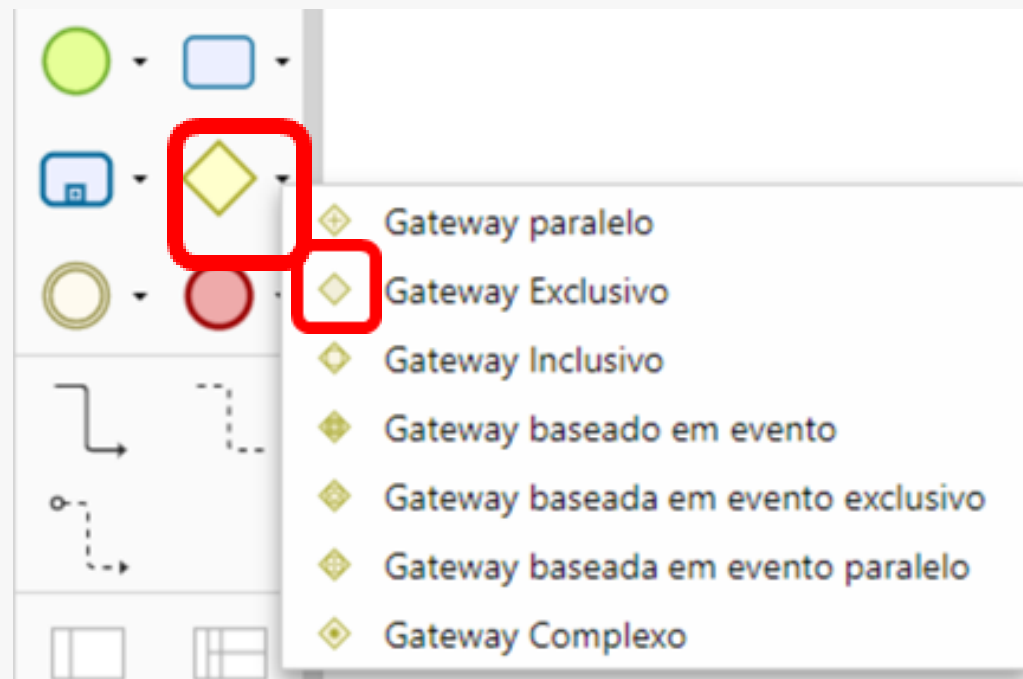 Gateway paralelo
Gateway Exclusivo
Gateway Inclusivo
Gateway baseado em evento
Gateway baseada em evento exclusivo
Gateway baseada em evento paralelo
Gateway Complexo